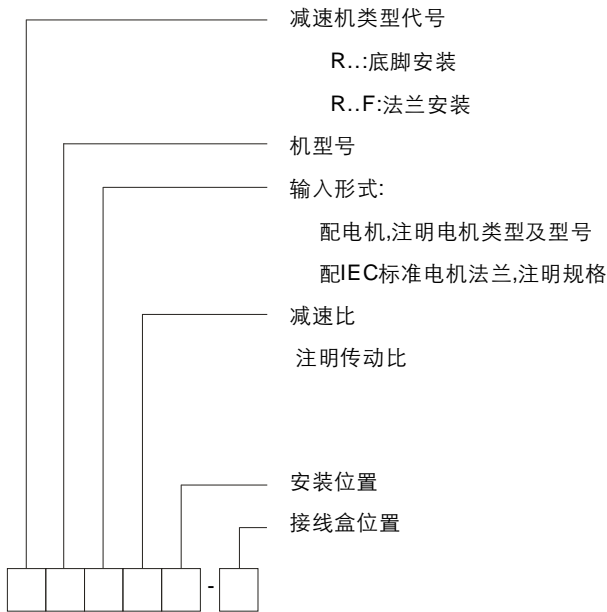 减速机类型代号
R..:底脚安装
R..F:法兰安装
机型号
输入形式:
配电机,注明电机类型及型号
配IEC标准电机法兰,注明规格
减速比
注明传动比
安装位置
接线盒位置
-